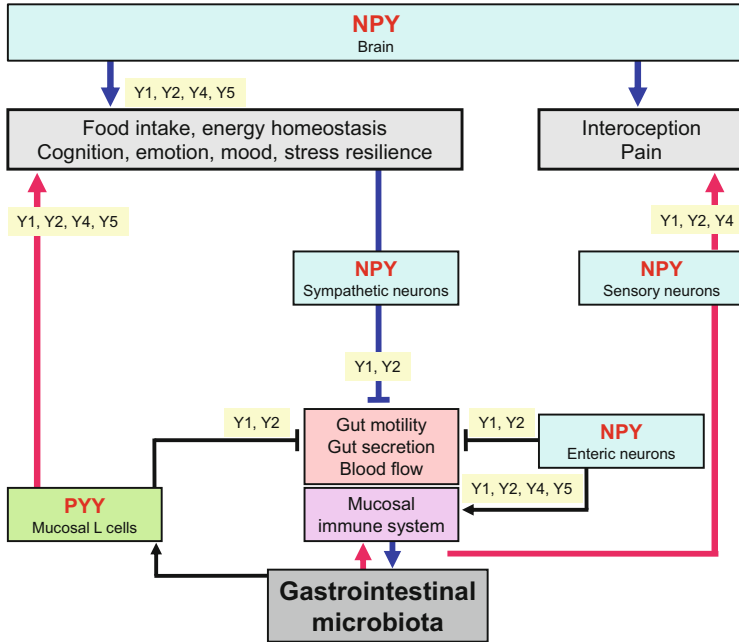 NPY
Brain
Y1, Y2, Y4, Y5
Food intake, energy homeostasis
Cognition, emotion, mood, stress resilience
Interoception
Pain
Y1, Y2, Y4, Y5
Y1, Y2, Y4
NPY
Sympathetic neurons
NPY
Sensory neurons
Y1, Y2
Y1, Y2
Gut motility
Gut secretion
Blood flow
Y1, Y2
NPY
Enteric neurons
Y1, Y2, Y4, Y5
PYY
Mucosal L cells
Mucosal
immune system
Gastrointestinal
microbiota